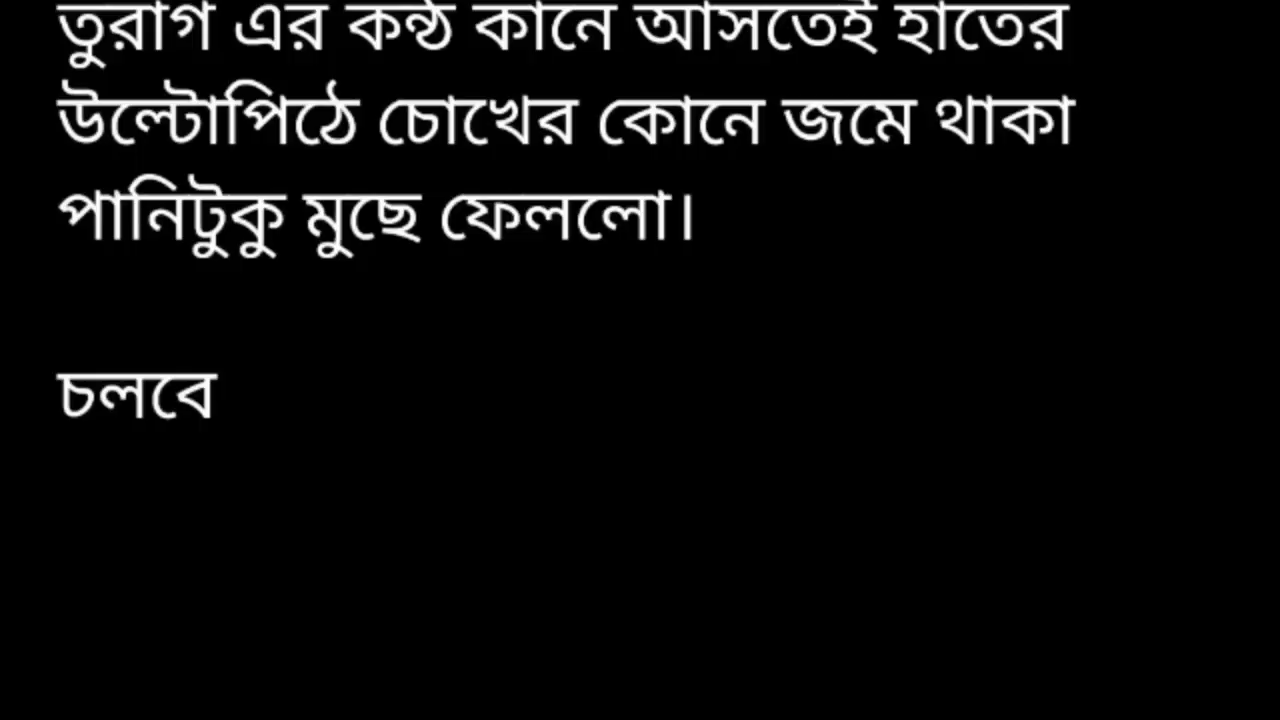 তুরাগ এর কন্ঠ কানে আসতেই হাতের
উল্টোপিঠে চোখের কোনে জমে থাকা
পানিটুকু মুছে ফেললো।
চলবে